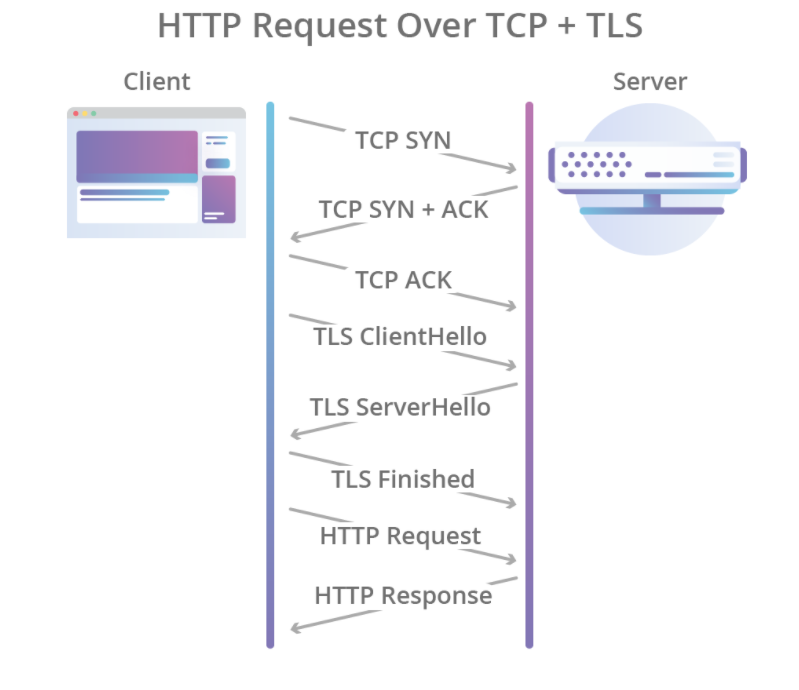 HTTP Request Over TCP + TLS
Client
Server
TCP SYN
TCP SYN + ACK
TCP ACK
TLS ClientHello
TLS ServerHello
TLS Finished
HTTP Request
HTTP Response